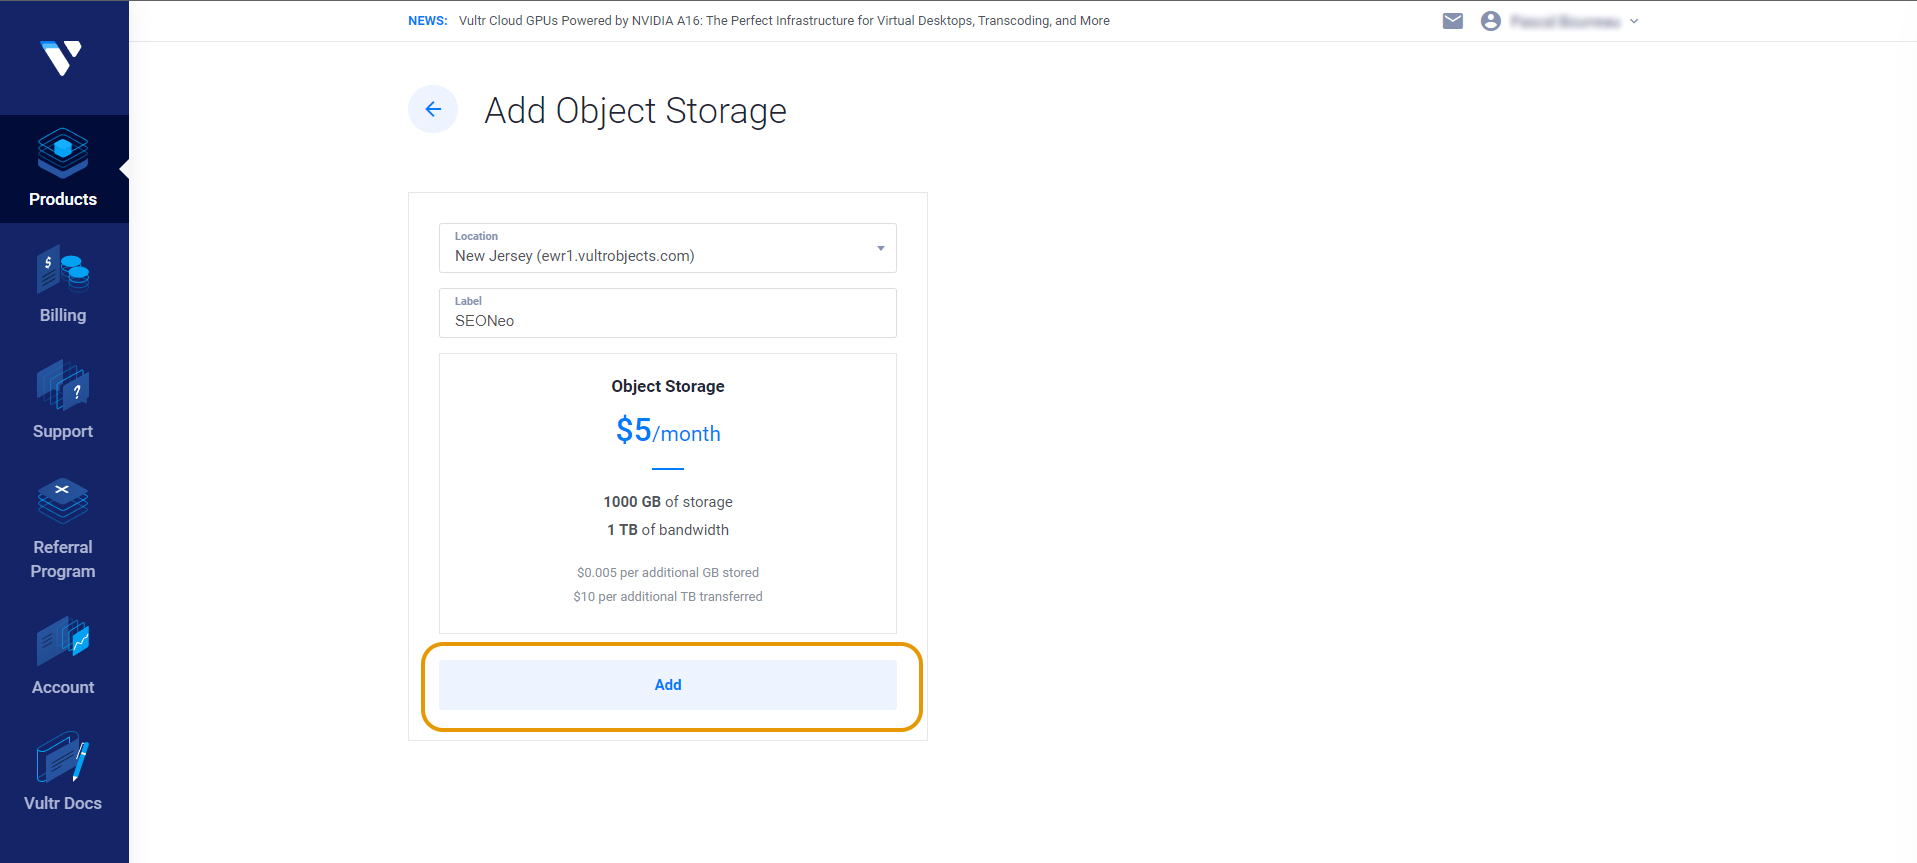 NEWS: Vultr Cloud GPUs Powered by NVIDIA A16: The Perfect Infrastructure for Virtual Desktops, Transcoding, and More
Add Object Storage
Products
Billing
Support
Referral
Program
Account
Vultr Docs
Location
New Jersey (ewr1.vultrobjects.com)
Label
SEONeo
Object Storage
$5/month
1000 GB of storage
1 TB of bandwidth
$0.005 per additional GB stored
$10 per additional TB transferred
Add